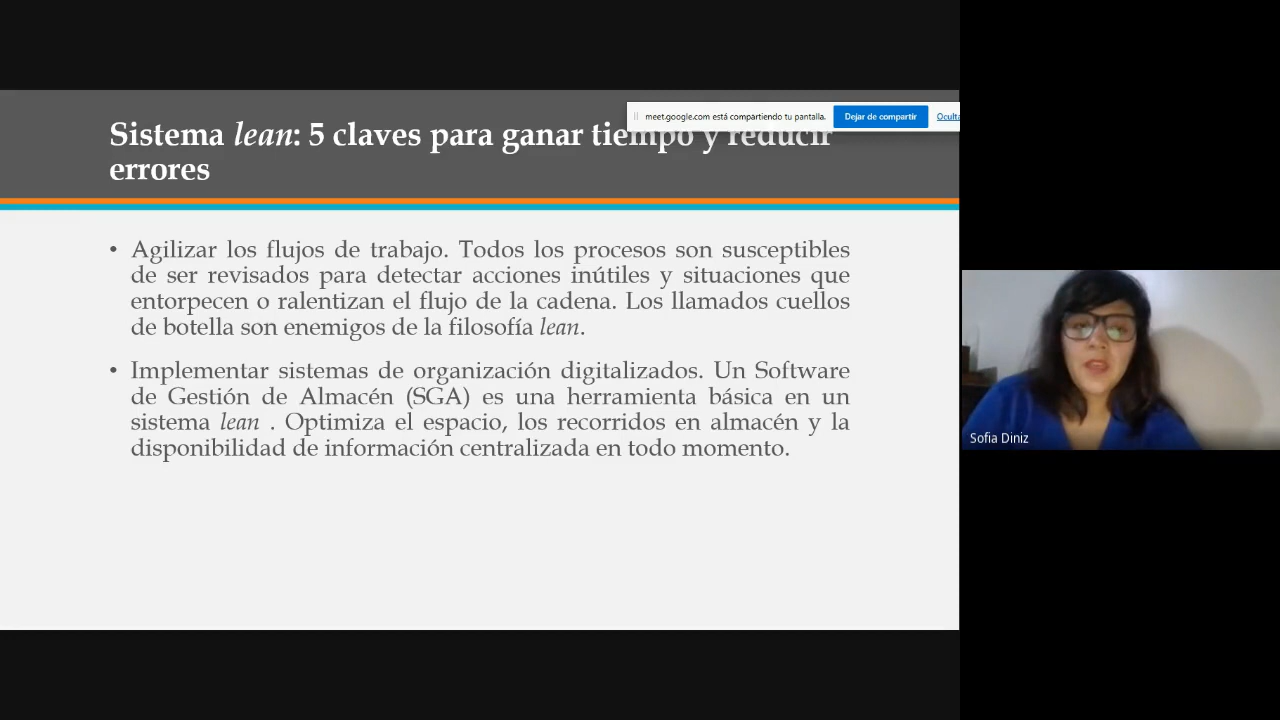 Sistema lean: 5 claves para ganar tiempo y reducir
errores
meet.google.com está compartiendo tu pantalla.
Dejar de compartir
Oculta
• Agilizar los flujos de trabajo. Todos los procesos son susceptibles
de ser revisados para detectar acciones inútiles y situaciones que
entorpecen o ralentizan el flujo de la cadena. Los llamados cuellos
de botella son enemigos de la filosofía lean.
• Implementar sistemas de organización digitalizados. Un Software
de Gestión de Almacén (SGA) es una herramienta básica en un
sistema lean . Optimiza el espacio, los recorridos en almacén y la
disponibilidad de información centralizada en todo momento.
Sofia Diniz